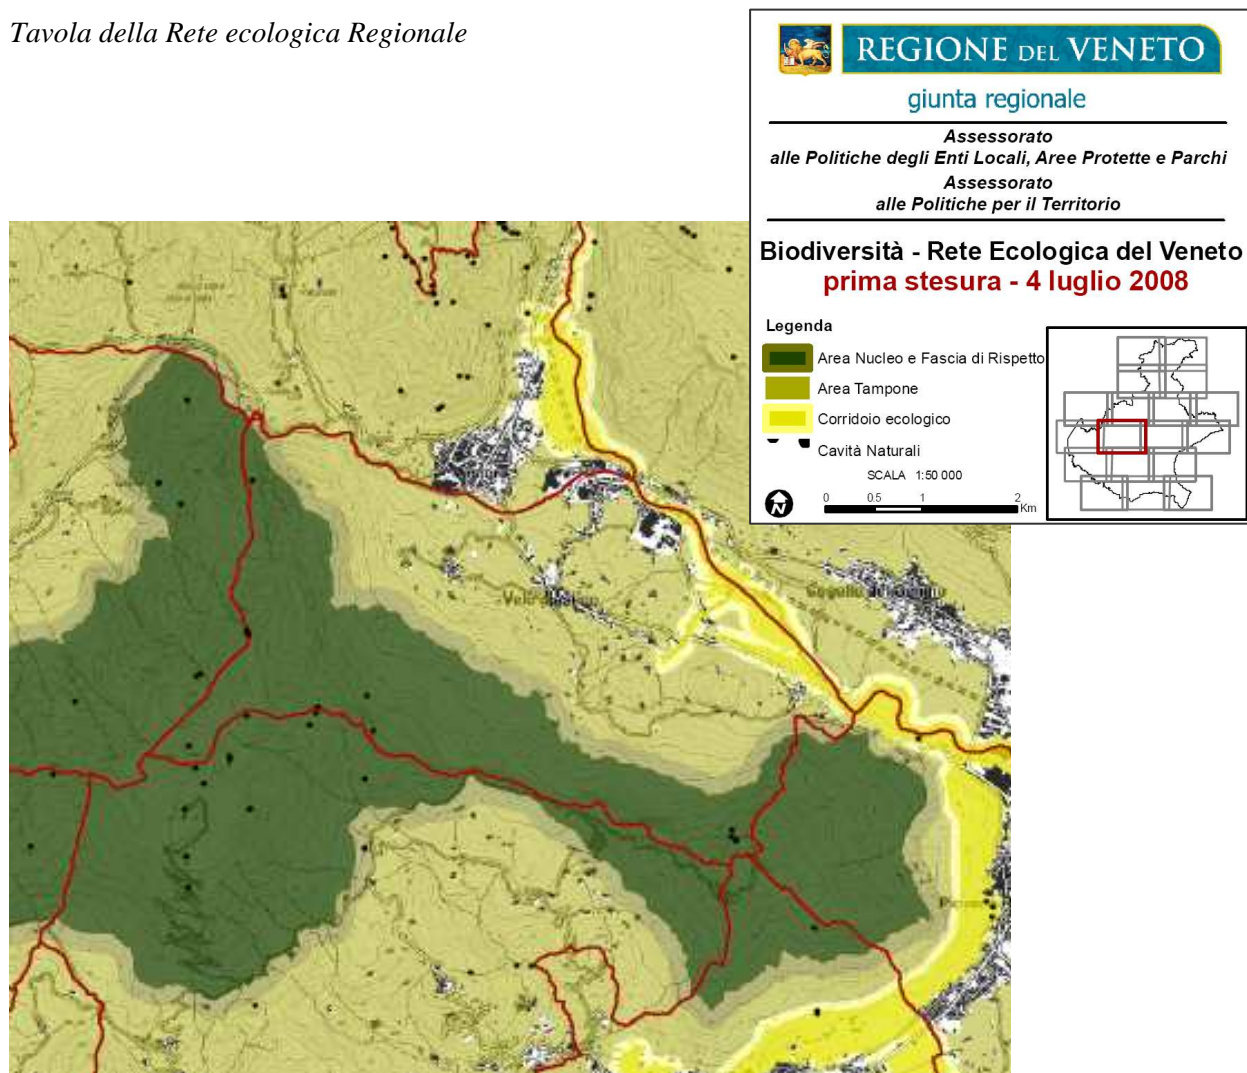 Tavola della Rete ecologica Regionale
REGIONE DEL VENETO
giunta regionale
Assessorato
alle Politiche degli Enti Locali, Aree Protette e Parchi
Assessorato
alle Politiche per il Territorio
Biodiversità - Rete Ecologica del Veneto
prima stesura - 4 luglio 2008
Legenda
Area Nucleo e Fascia di Rispetto
Area Tampone
Corridoio ecologico
Cavità Naturali
SCALA 1:50 000
0 0.5 1 2
Km
N